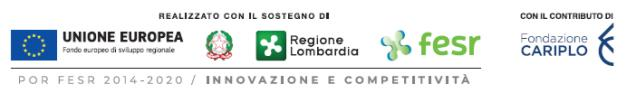 REALIZZATO CON IL SOSTEGNO DI
CON IL CONTRIBUTO DI
UNIONE EUROPEA
Fondo europeo di sviluppo regionale
Regione
Lombardia
fesr
Fondazione
CARIPLO
POR FESR 2014-2020 / INNOVAZIONE E COMPETITIVITÀ